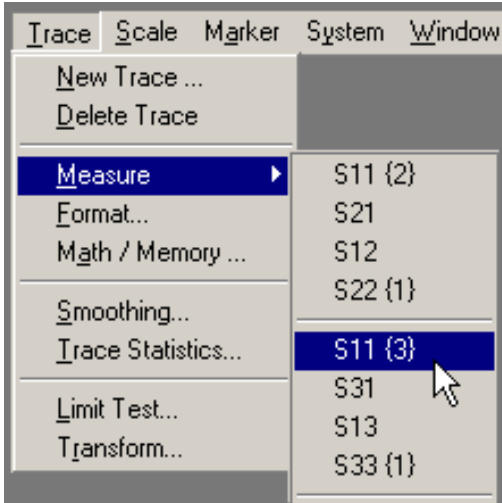 Trace Scale Marker System Window
New Trace ...
Delete Trace
Measure
Format...
Math / Memory ...
Smoothing...
Trace Statistics...
Limit Test...
Transform...
S11 {2}
S21
S12
S22 {1}
S11 {3}
S31
S13
S33 {1}